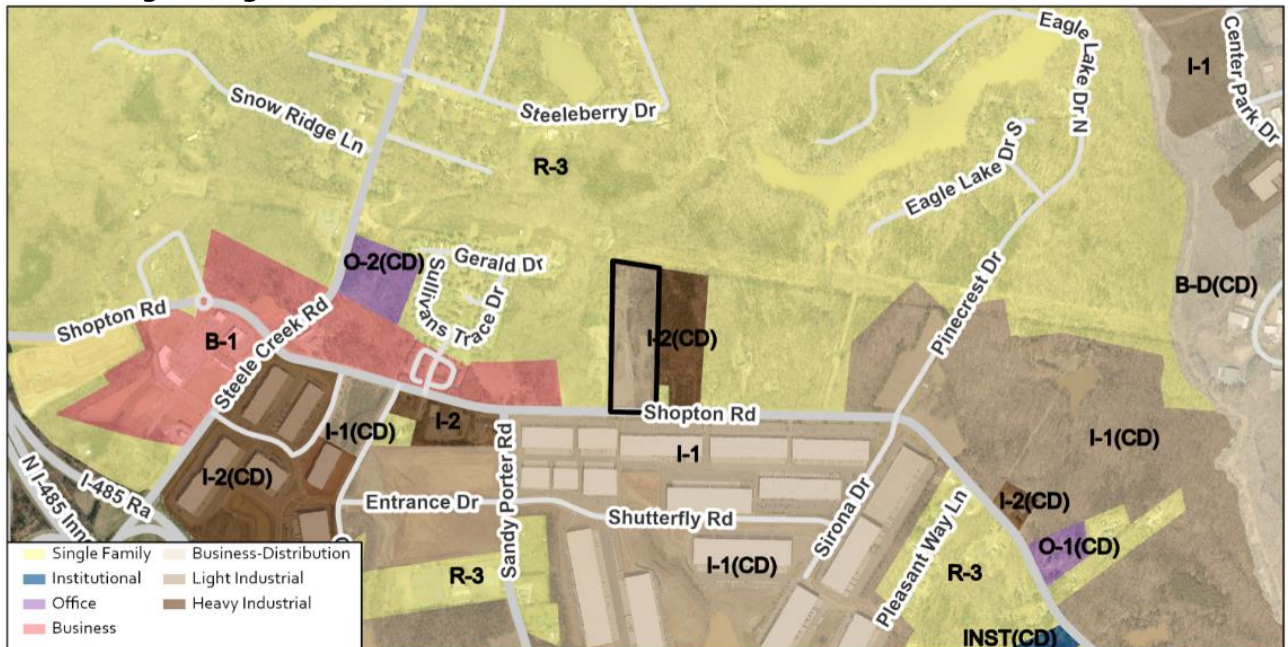 Eagle Lake Dr N
Center Park Dr
I-1
Snow Ridge Ln
Steeleberry Dr
R-3
Eagle Lake Dr S
O-2(CD)
Gerald Dr
Sullivans Trace Dr
Pinecrest Dr
B-D(CD)
Shopton Rd
B-1
Steele Creek Rd
I-2(CD)
Shopton Rd
I-2
I-1(CD)
I-1
I-1(CD)
I-2(CD)
N I-485 Inn
I-485 Ra
Sandy Porter Rd
Entrance Dr
Shutterfly Rd
Sirona Dr
Pleasant Way Ln
I-2(CD)
O-1(CD)
I-1(CD)
R-3
R-3
INST(CD)
Single Family
Institutional
Office
Business
Business-Distribution
Light Industrial
Heavy Industrial